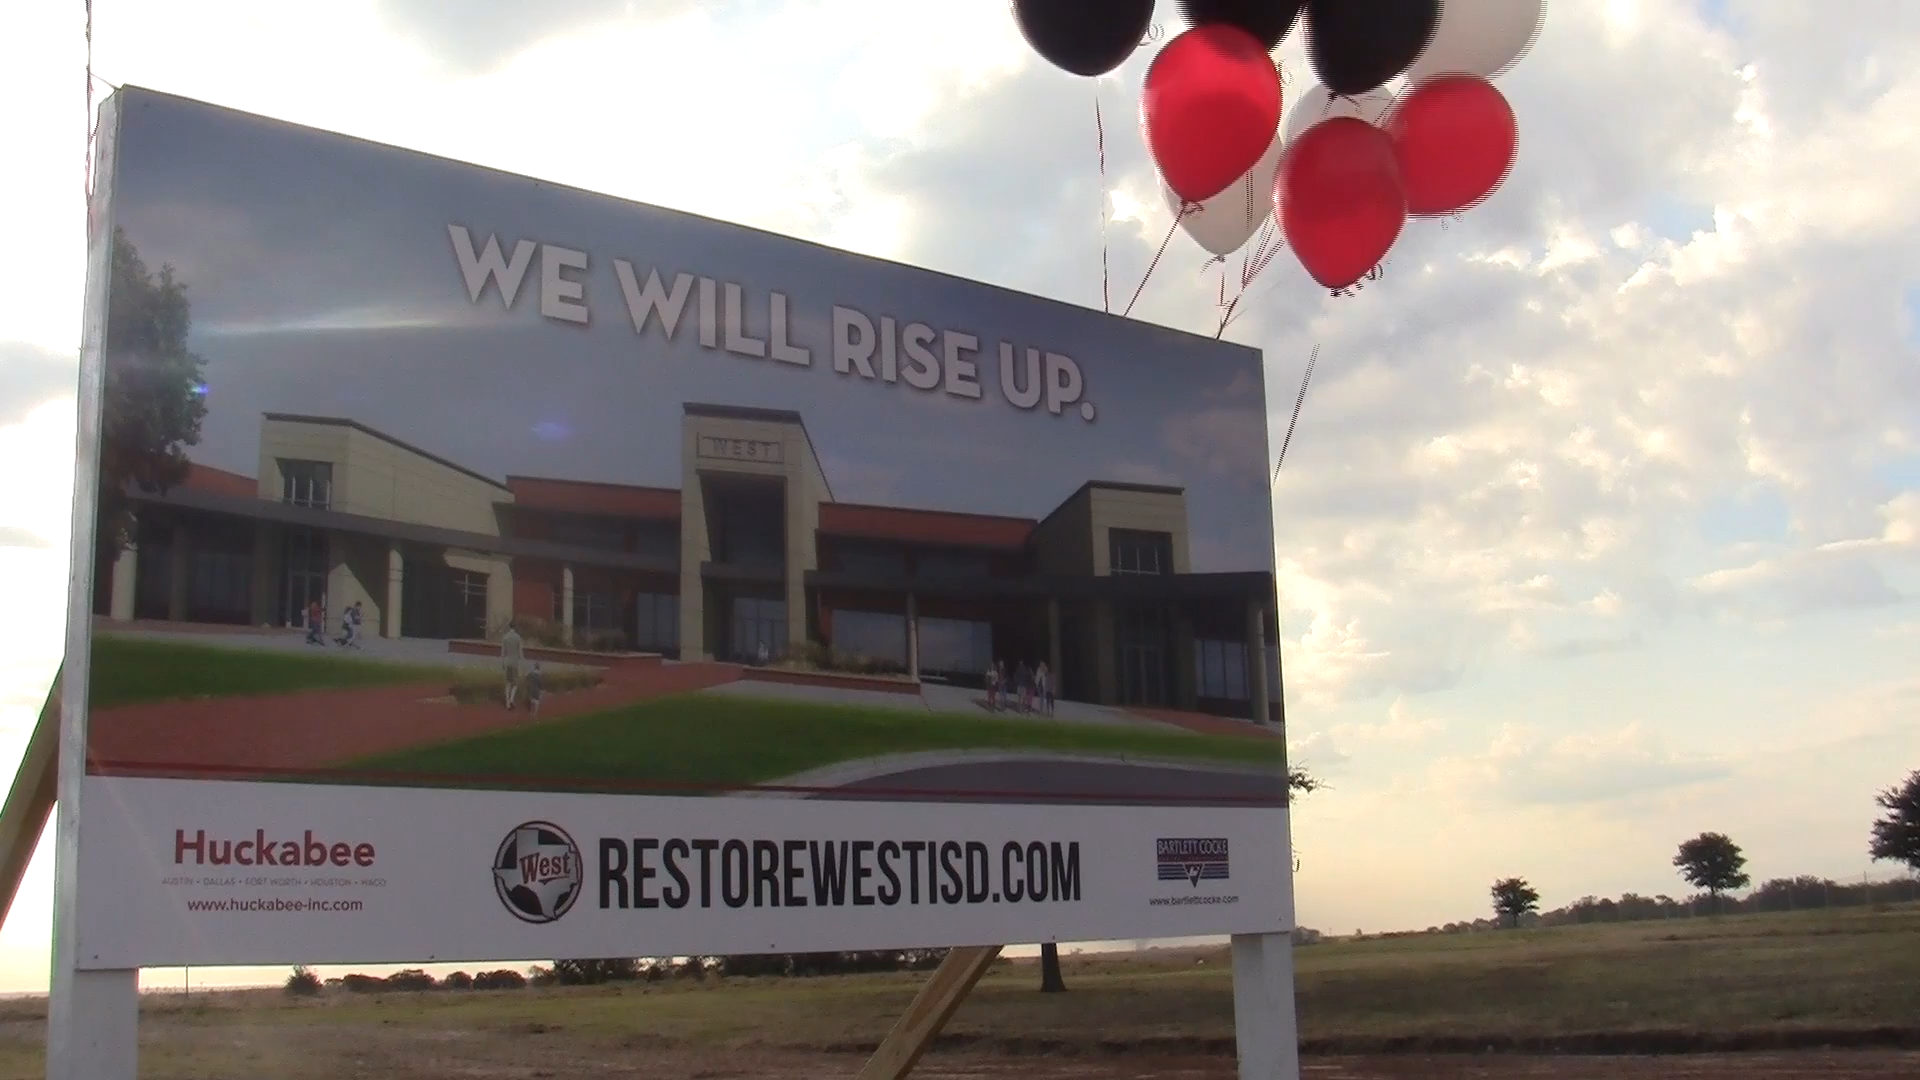 WE WILL RISE UP.
WEST
Huckabee
AUSTIN • DALLAS • FORT WORTH • HOUSTON • WACO
www.huckabee-inc.com
West
RESTOREWESTISD.COM
BARTLETT COCKE
www.bartlettcocke.com